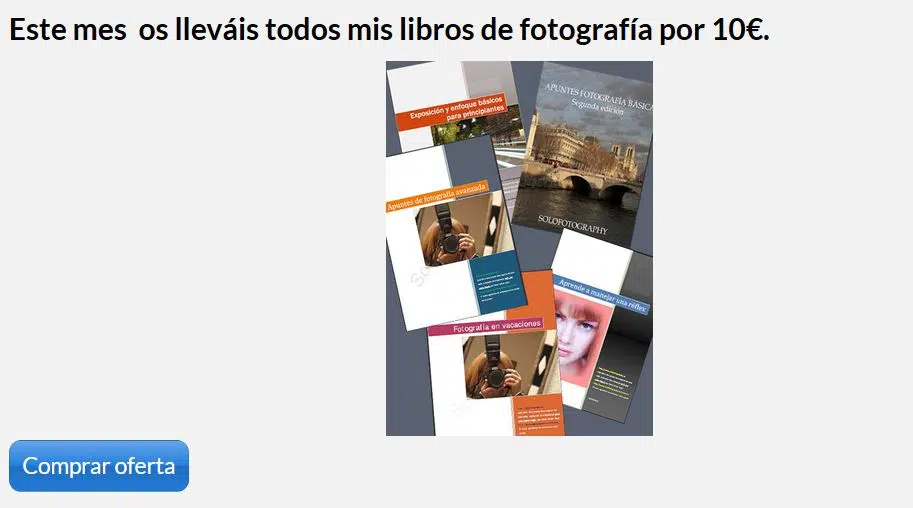 Este mes os lleváis todos mis libros de fotografía por 10€.
Exposición y enfoque básicos
para principiantes
APUNTES FOTOGRAFÍA BÁSICA
Segunda edición
Apuntes de fotografía avanzada
SOLOFOTOGRAPHY
Aprende a manejar una réflex
Fotografía en vacaciones
Comprar oferta